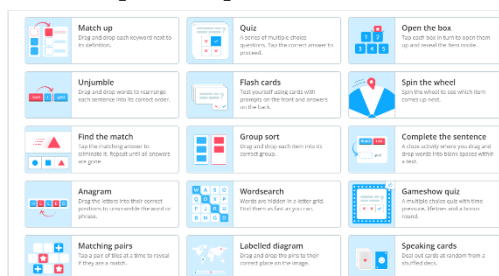 Match up
Drag and drop each keyword next to
its definition.
Quiz
A series of multiple choice
questions. Tap the correct answer to
proceed.
Open the box
Tap each box in turn to open them
up and reveal the item inside.
Unjumble
Drag and drop words to rearrange
each sentence into its correct order.
Flash cards
Test yourself using cards with
prompts on the front and answers
on the back.
Spin the wheel
Spin the wheel to see which item
comes up next.
Find the match
Tap the matching answer to
eliminate it. Repeat until all answers
are gone.
Group sort
Drag and drop each item into its
correct group.
Complete the sentence
A cloze activity where you drag and
drop words into blank spaces within
a text.
Anagram
Drag the letters into their correct
positions to unscramble the word or
phrase.
Wordsearch
Words are hidden in a letter grid.
Find them as fast as you can.
Gameshow quiz
A multiple choice quiz with time
pressure, lifelines and a bonus
round.
Matching pairs
Tap a pair of tiles at a time to reveal
if they are a match.
Labelled diagram
Drag and drop the pins to their
correct place on the image.
Speaking cards
Deal out cards at random from a
shuffled deck.